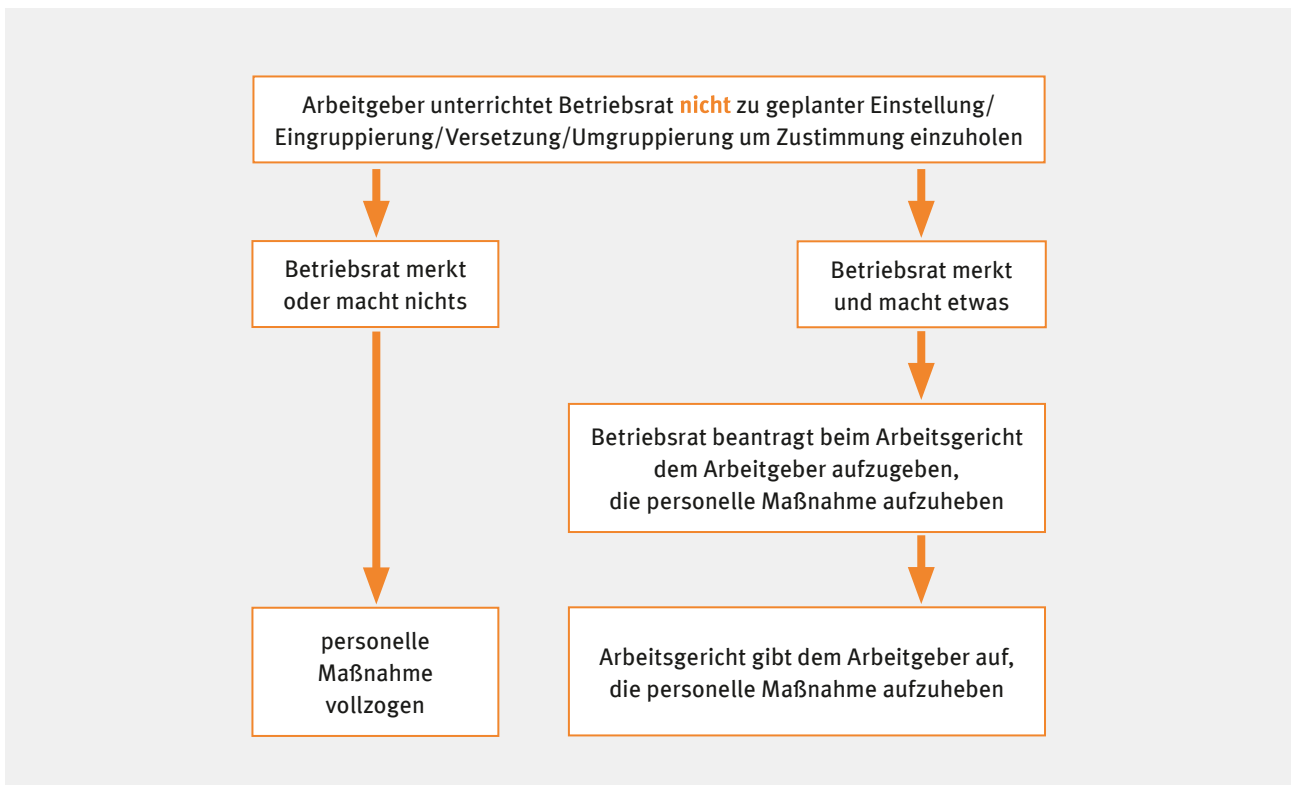 Arbeitgeber unterrichtet Betriebsrat nicht zu geplanter Einstellung/
Eingruppierung/Versetzung/Umgruppierung um Zustimmung einzuholen
Betriebsrat merkt
oder macht nichts
Betriebsrat merkt
und macht etwas
Betriebsrat beantragt beim Arbeitsgericht
dem Arbeitgeber aufzugeben,
die personelle Maßnahme aufzuheben
personelle
Maßnahme
vollzogen
Arbeitsgericht gibt dem Arbeitgeber auf,
die personelle Maßnahme aufzuheben